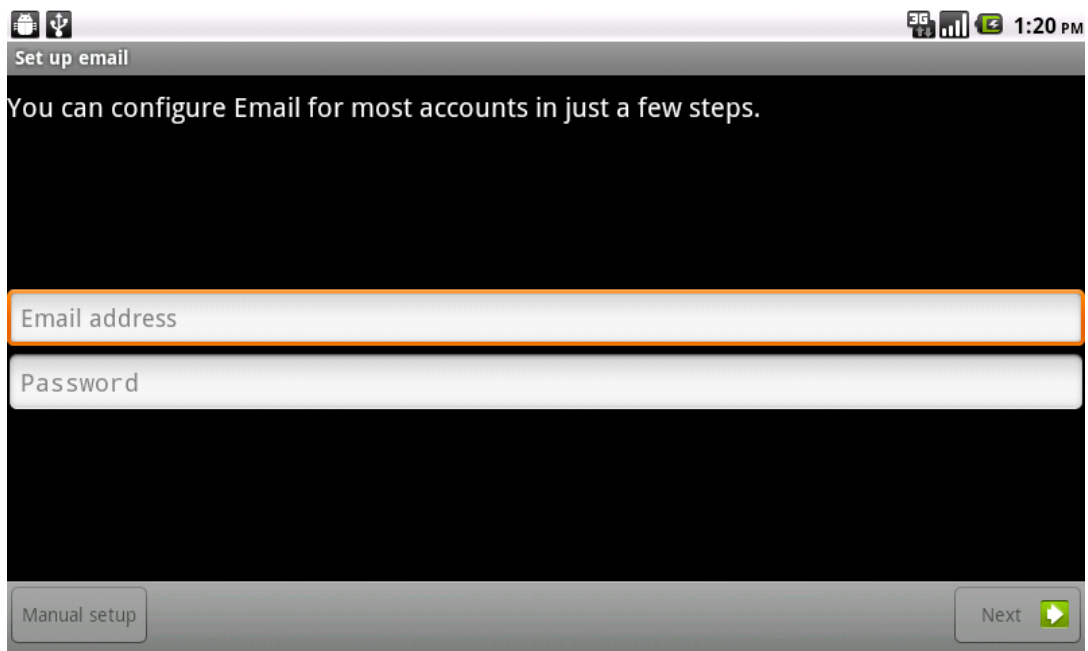 3G 1:20 PM
Set up email
You can configure Email for most accounts in just a few steps.
Email address
Password
Manual setup Next